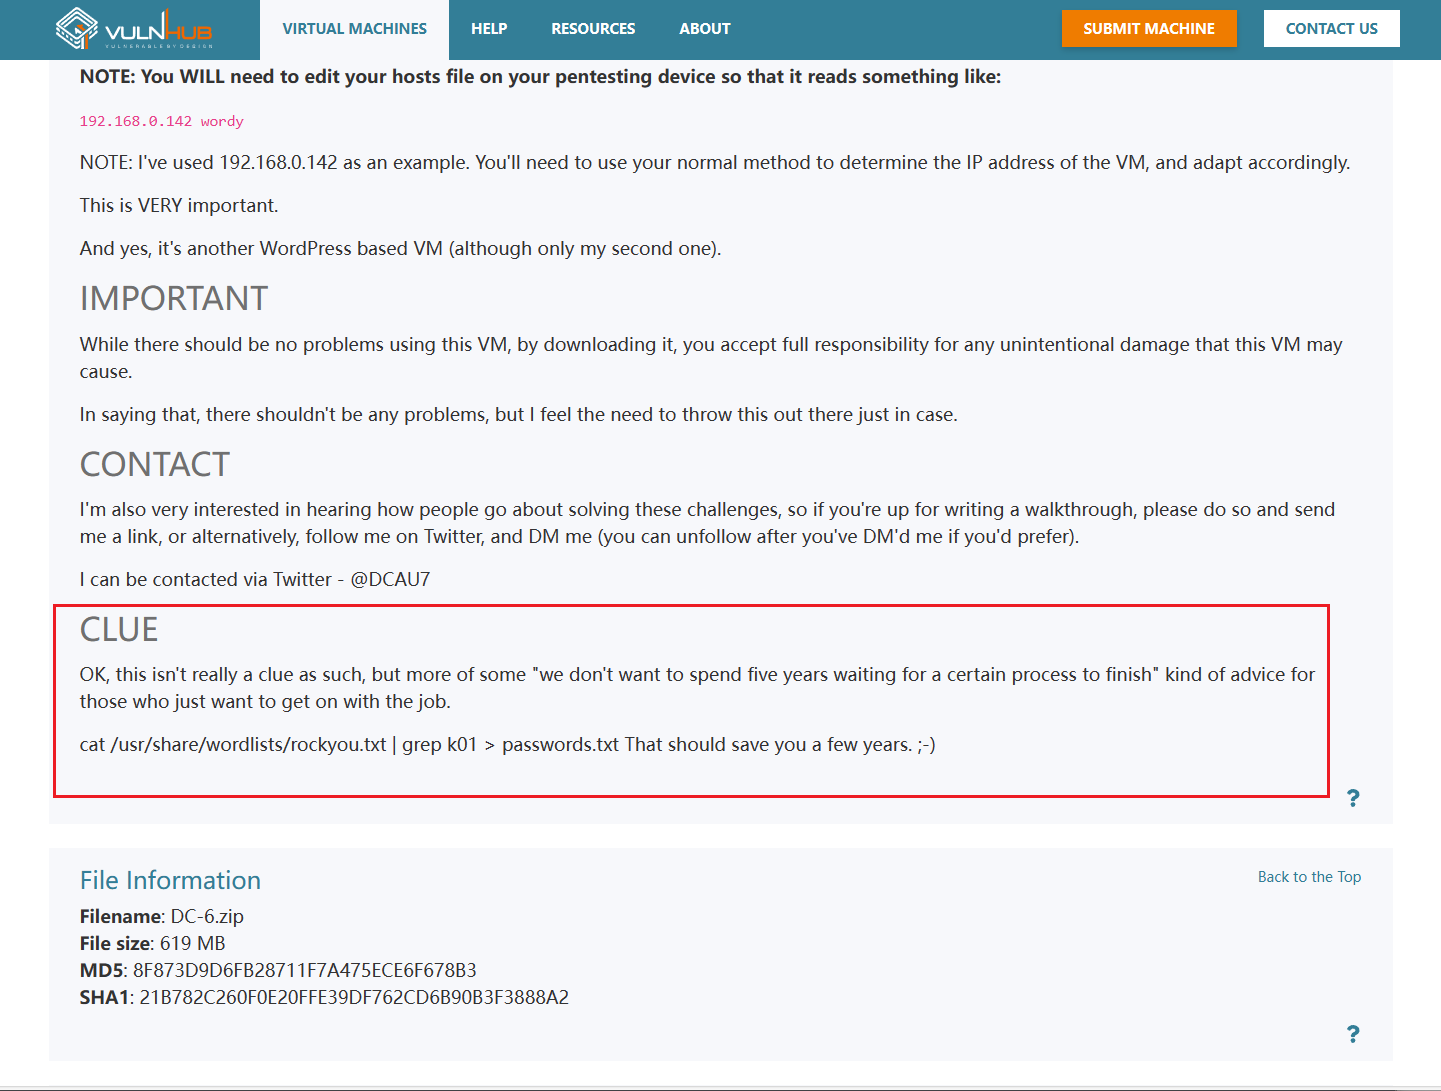 VULNHUB
VULNERABLE BY DESIGN
VIRTUAL MACHINES
HELP
RESOURCES
ABOUT
SUBMIT MACHINE
CONTACT US
NOTE: You WILL need to edit your hosts file on your pentesting device so that it reads something like:
192.168.0.142 wordy
NOTE: I've used 192.168.0.142 as an example. You'll need to use your normal method to determine the IP address of the VM, and adapt accordingly.
This is VERY important.
And yes, it's another WordPress based VM (although only my second one).
IMPORTANT
While there should be no problems using this VM, by downloading it, you accept full responsibility for any unintentional damage that this VM may
cause.
In saying that, there shouldn't be any problems, but I feel the need to throw this out there just in case.
CONTACT
I'm also very interested in hearing how people go about solving these challenges, so if you're up for writing a walkthrough, please do so and send
me a link, or alternatively, follow me on Twitter, and DM me (you can unfollow after you've DM'd me if you'd prefer).
I can be contacted via Twitter - @DCAU7
CLUE
OK, this isn't really a clue as such, but more of some "we don't want to spend five years waiting for a certain process to finish" kind of advice for
those who just want to get on with the job.
cat /usr/share/wordlists/rockyou.txt | grep k01 > passwords.txt That should save you a few years. ;-)
?
File Information
Back to the Top
Filename: DC-6.zip
File size: 619 MB
MD5: 8F873D9D6FB28711F7A475ECE6F678B3
SHA1: 21B782C260F0E20FFE39DF762CD6B90B3F3888A2
?